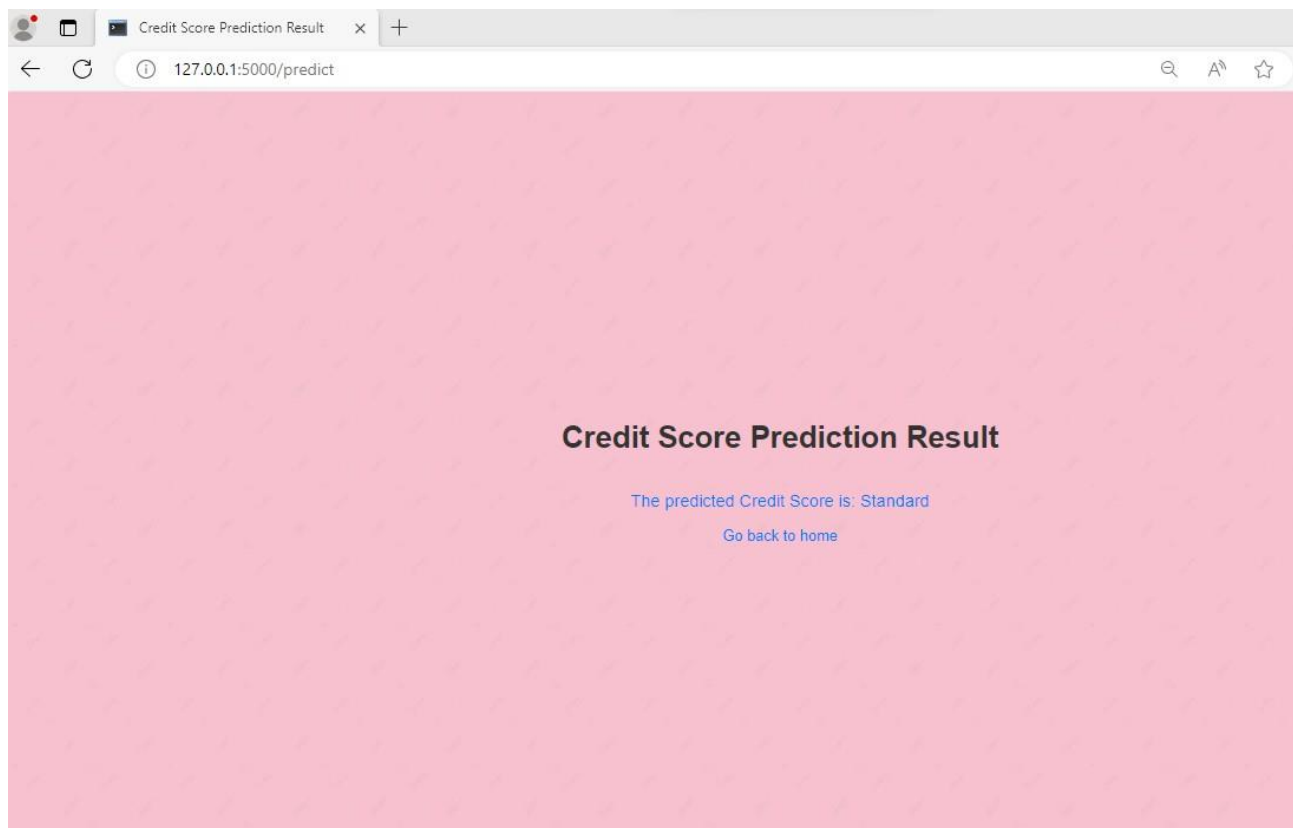 Credit Score Prediction Result
127.0.0.1:5000/predict
Credit Score Prediction Result
The predicted Credit Score is: Standard
Go back to home